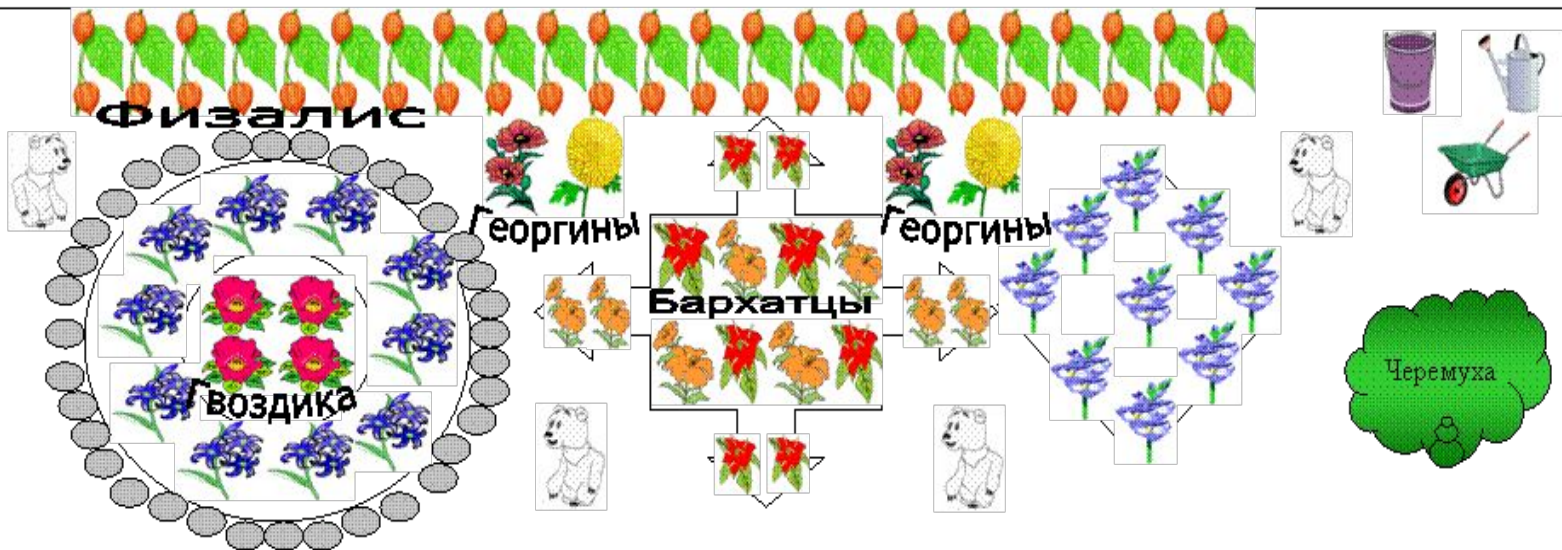 Физалис
Георгины
Георгины
Бархатцы
Гвоздика
Черемуха